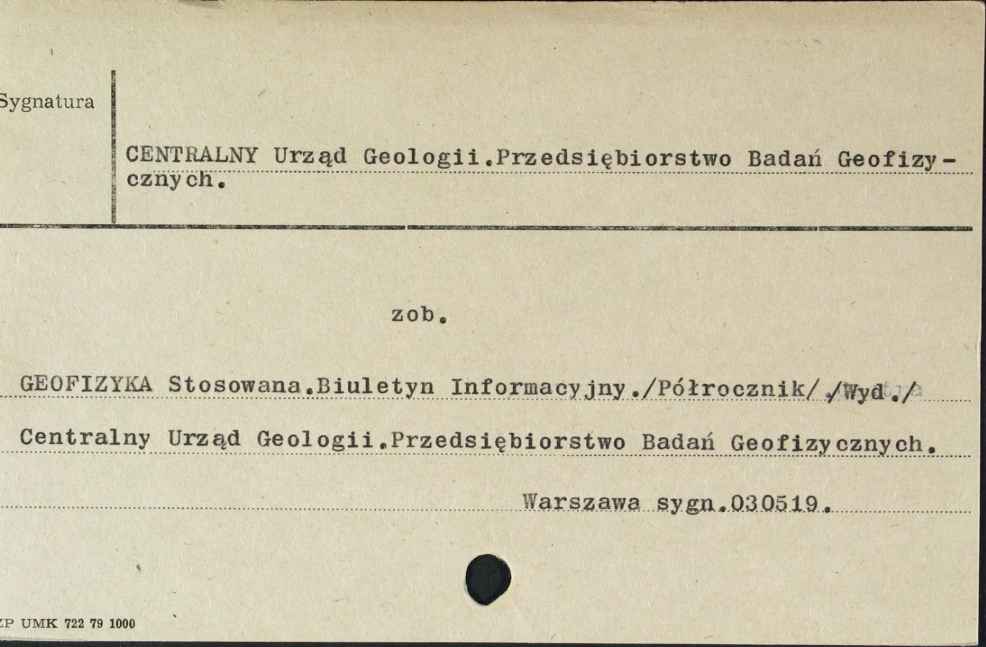 Sygnatura
CENTRALNY Urząd Geologii.Przedsiębiorstwo Badań Geofizy-
cznych.
zob.
GEOFIZYKA Stosowana.Biuletyn Informacyjny./Półrocznik/./Wyd./
Centralny Urząd Geologii.Przedsiębiorstwo Badań Geofizycznych.
Warszawa sygn.030519.
ZP UMK 722 79 1000